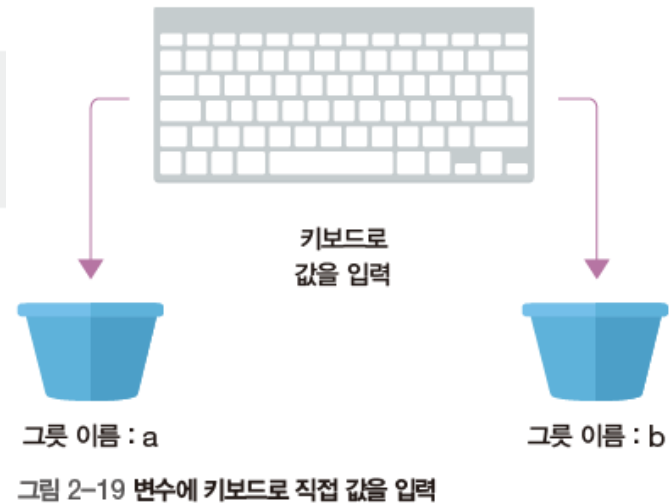 키보드로
값을 입력
그릇 이름 : a
그릇 이름 : b
그림 2-19 변수에 키보드로 직접 값을 입력